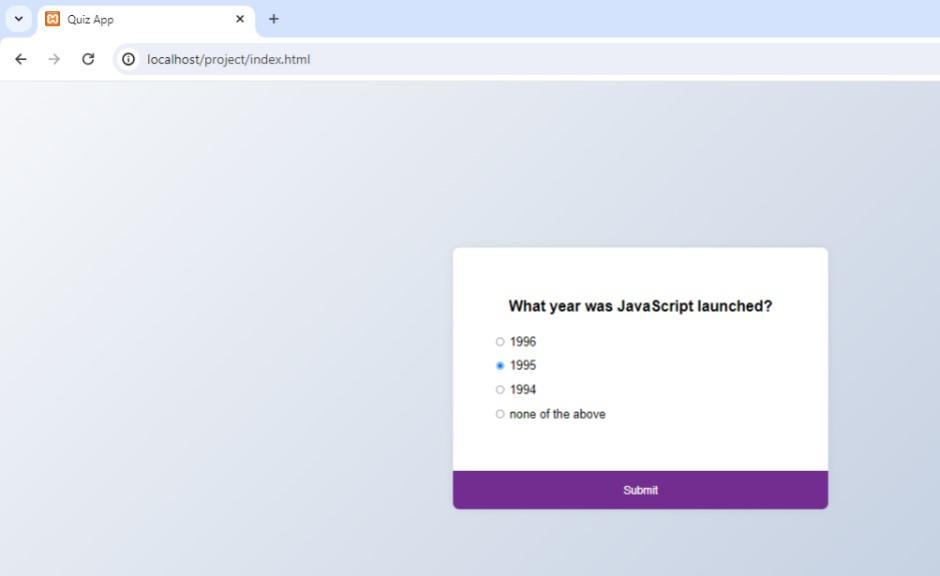 Quiz App
localhost/project/index.html
What year was JavaScript launched?
1996
1995
1994
none of the above
Submit